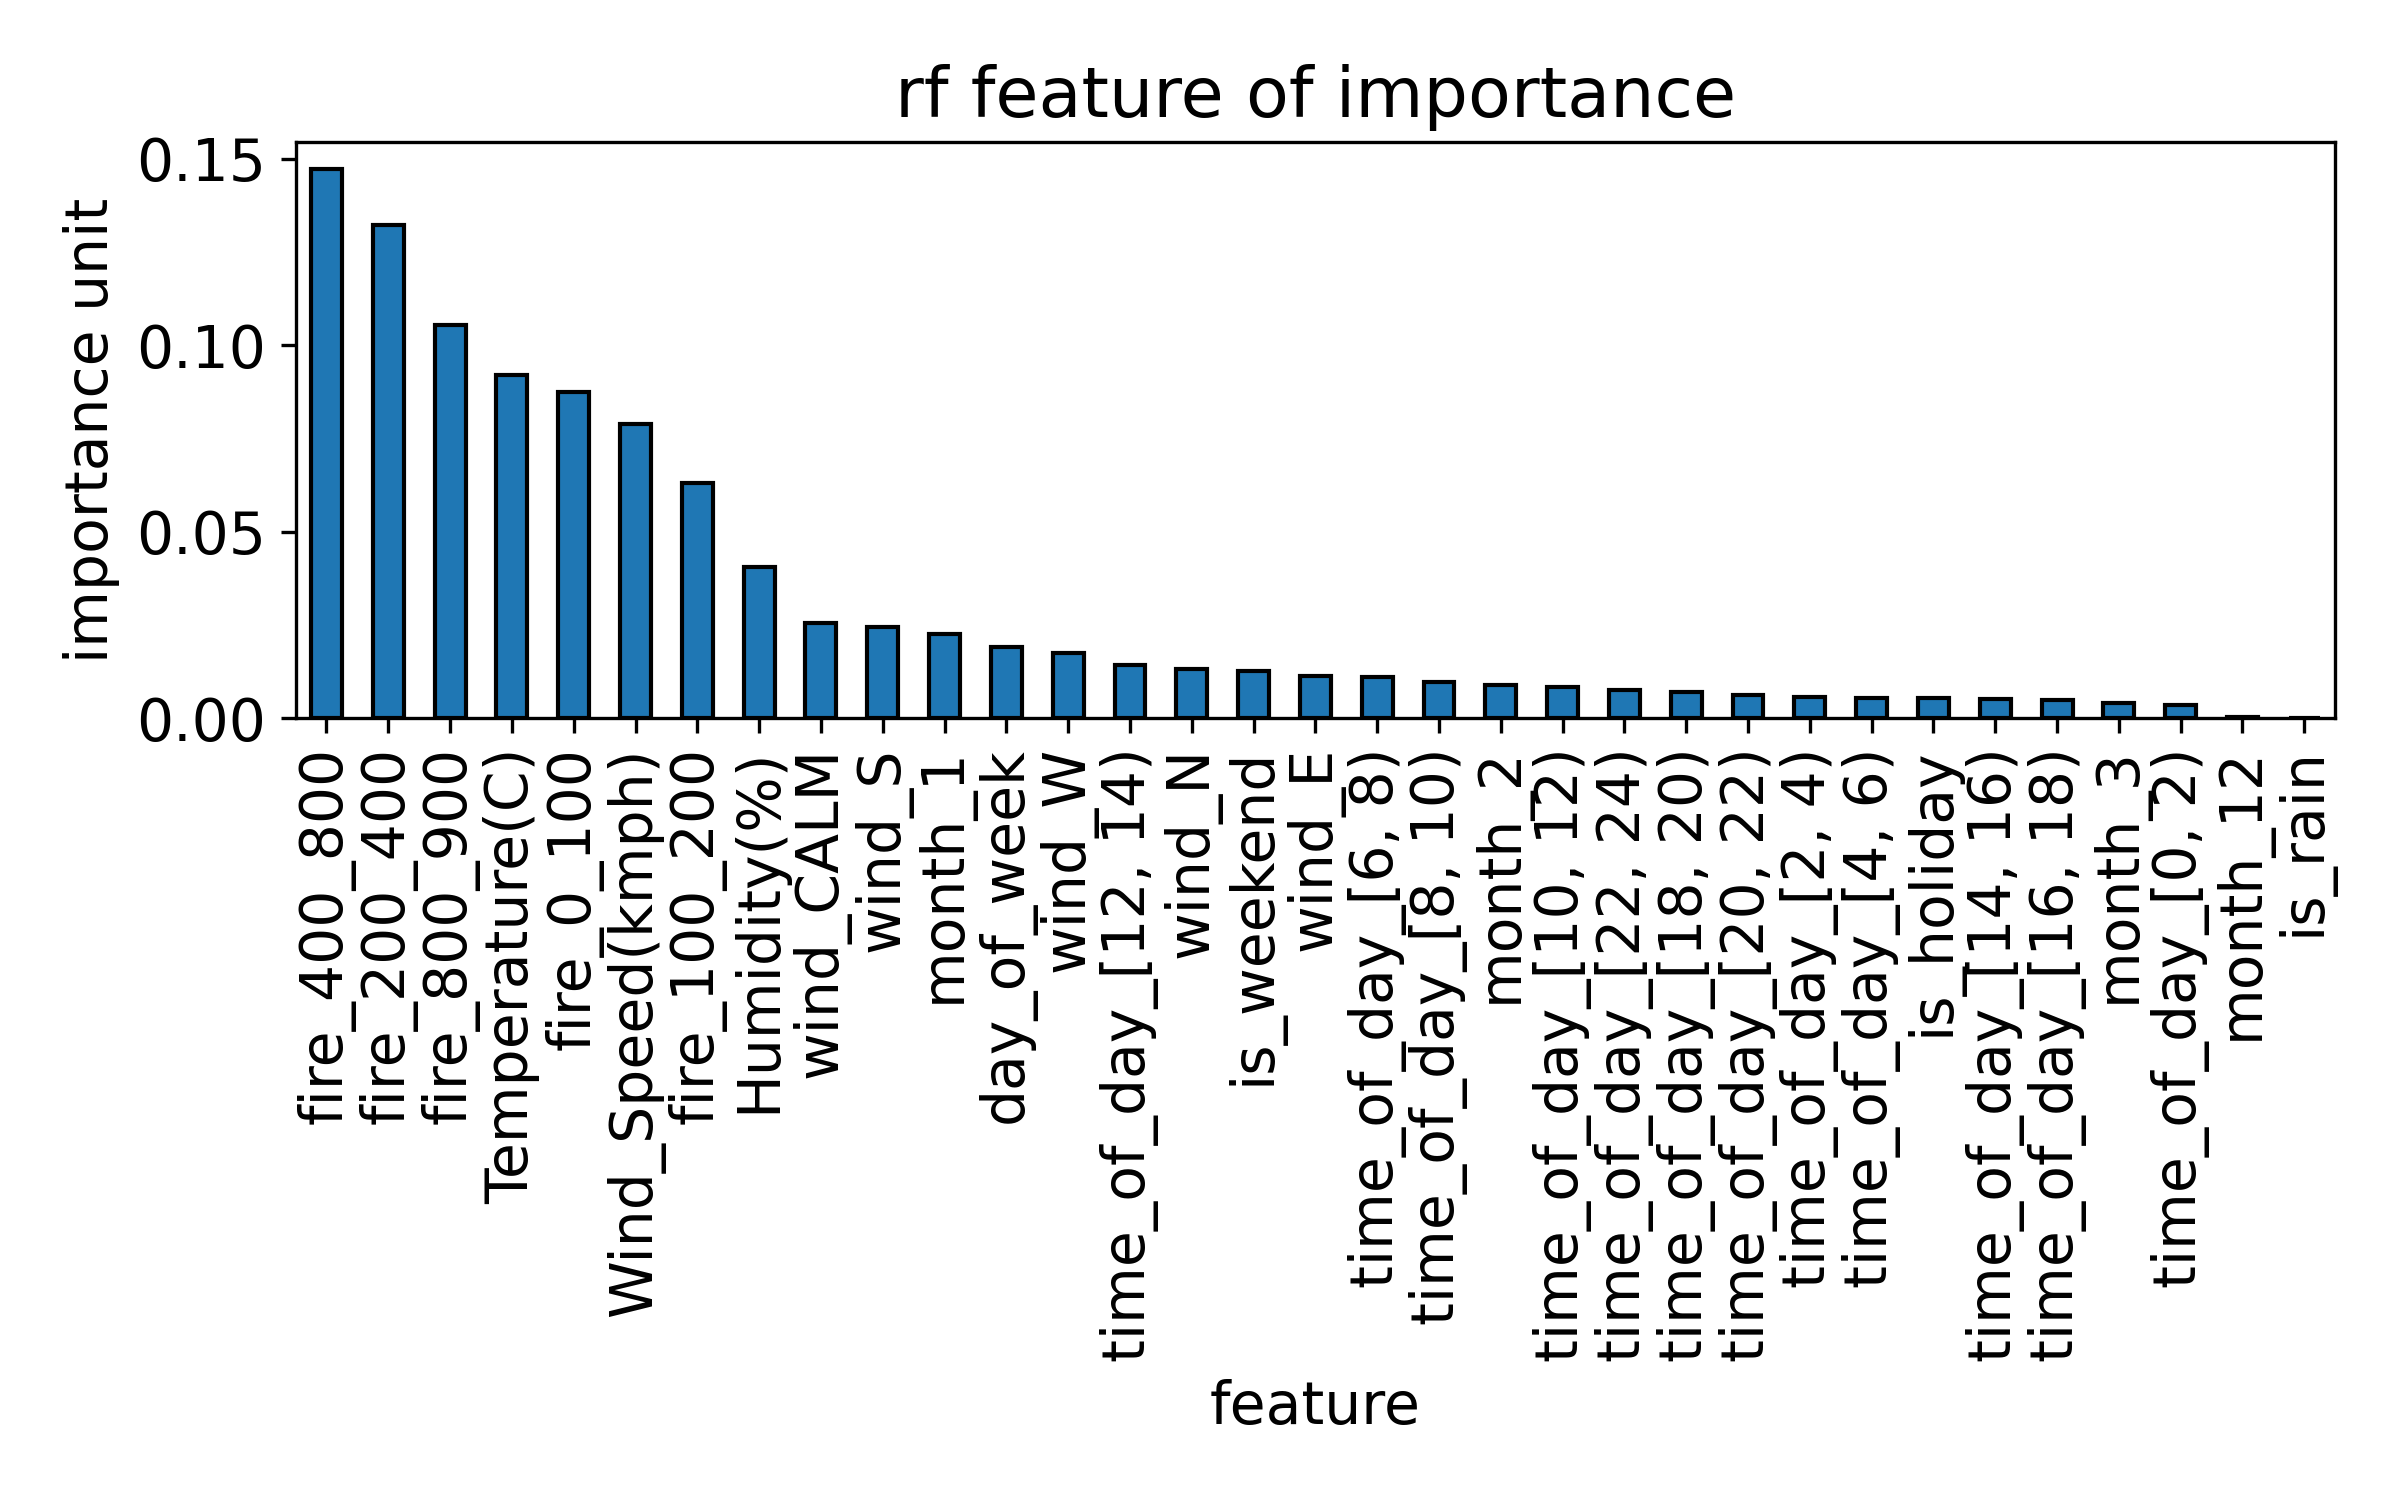 rf feature of importance
importance unit
0.15
0.10
0.05
0.00
fire_400_800
fire_200_400
fire_800_900
Temperature(C)
fire_0_100
Wind_Speed(kmph)
fire_100_200
Humidity(%)
wind_CALM
wind_S
month_1
day_of_week
wind_W
time_of_day_[12, 14)
wind_N
is_weekend
wind_E
time_of_day_[6, 8)
time_of_day_[8, 10)
month_2
time_of_day_[10, 12)
time_of_day_[22, 24)
time_of_day_[18, 20)
time_of_day_[20, 22)
time_of_day_[2, 4)
time_of_day_[4, 6)
is_holiday
time_of_day_[14, 16)
time_of_day_[16, 18)
month_3
time_of_day_[0, 2)
month_12
is_rain
feature